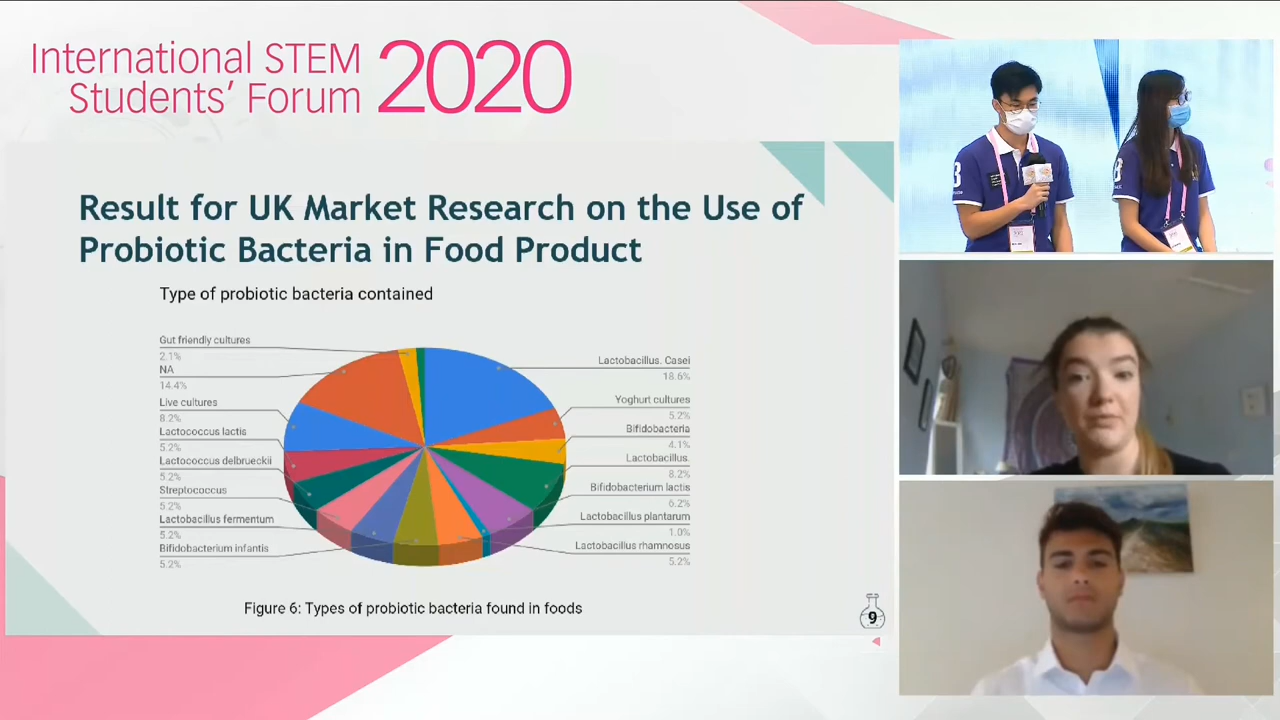 International STEM
Students' Forum
2020
Result for UK Market Research on the Use of
Probiotic Bacteria in Food Product
Type of probiotic bacteria contained
Gut friendly cultures
2.1%
NA
14.4%
Live cultures
8.2%
Lactococcus lactis
5.2%
Lactococcus delbrueckii
5.2%
Streptococcus
5.2%
Lactobacillus fermentum
5.2%
Bifidobacterium infantis
5.2%
Lactobacillus. Casei
18.6%
Yoghurt cultures
5.2%
Bifidobacteria
4.1%
Lactobacillus.
8.2%
Bifidobacterium lactis
6.2%
Lactobacillus plantarum
1.0%
Lactobacillus rhamnosus
5.2%
Figure 6: Types of probiotic bacteria found in foods
9